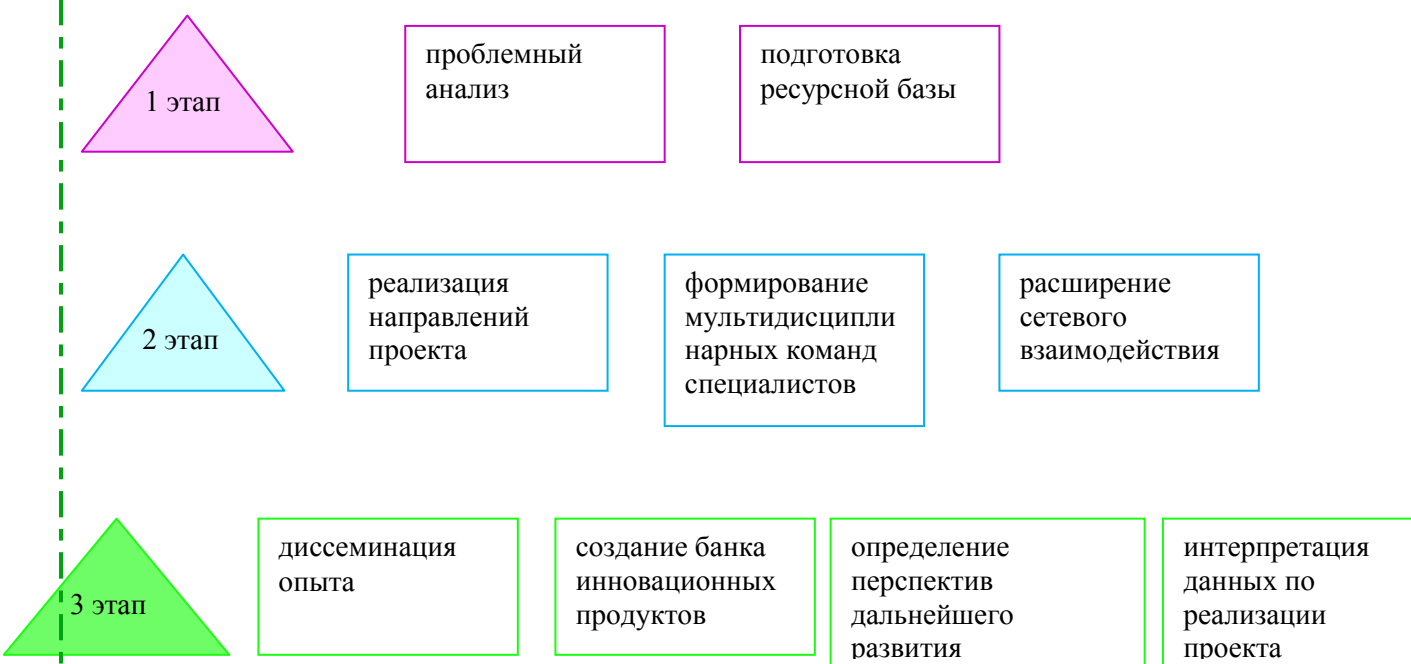 1 этап
проблемный
анализ
подготовка
ресурсной базы
2 этап
реализация
направлений
проекта
формирование
мультидисципли
нарных команд
специалистов
расширение
сетевого
взаимодействия
3 этап
диссеминация
опыта
создание банка
инновационных
продуктов
определение
перспектив
дальнейшего
развития
интерпретация
данных по
реализации
проекта